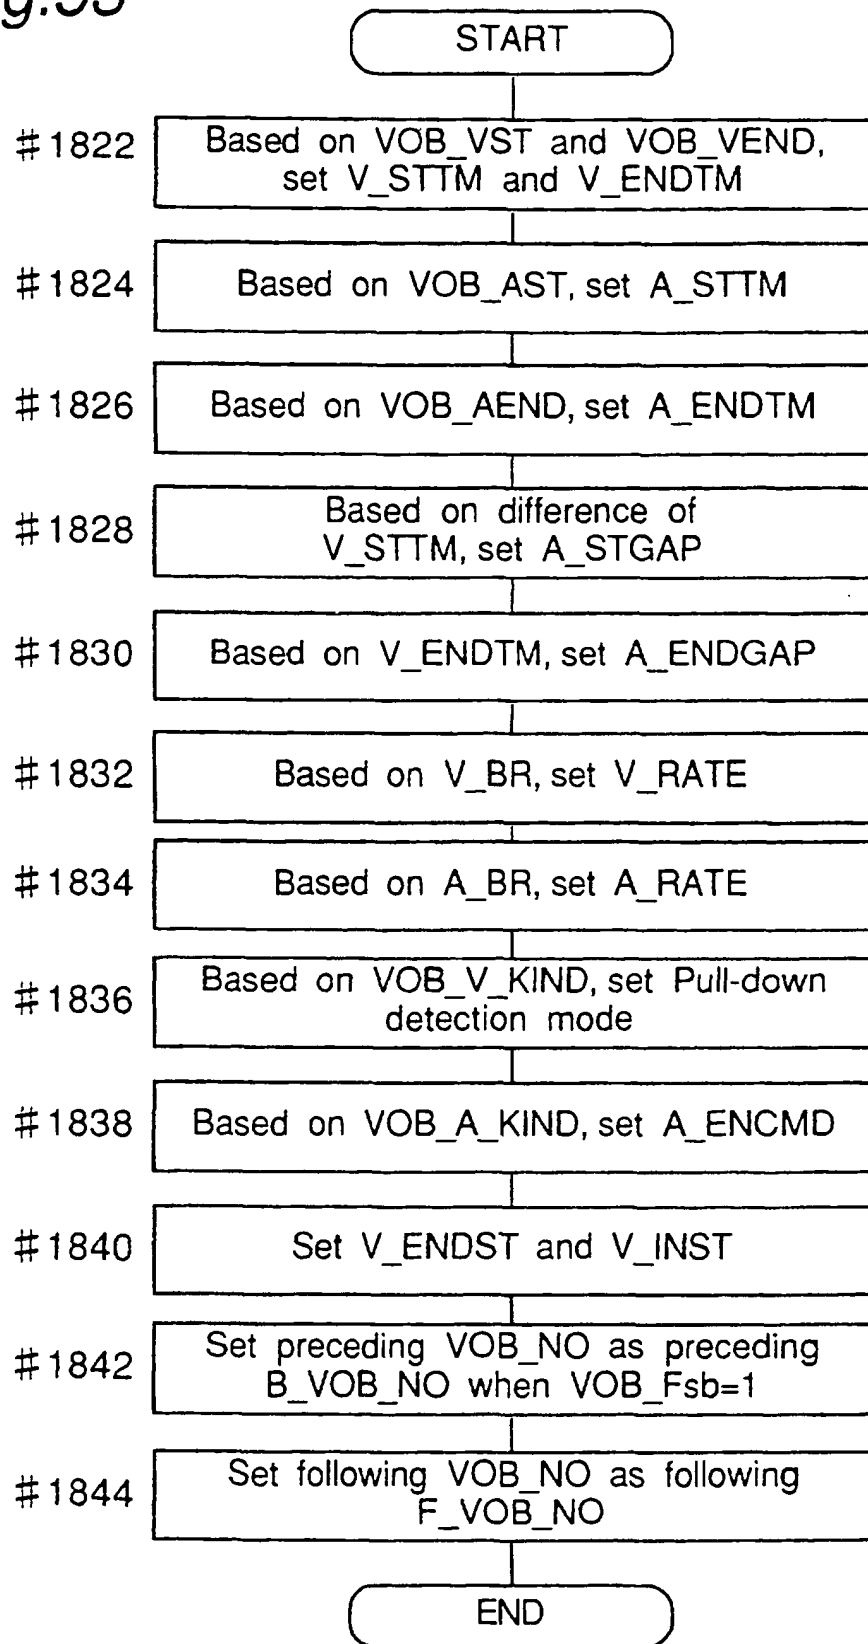 START
#1822
Based on VOB_VST and VOB_VEND,
set V_STTM and V_ENDTM
#1824
Based on VOB_AST, set A_STTM
#1826
Based on VOB_AEND, set A_ENDTM
#1828
Based on difference of
V_STTM, set A_STGAP
#1830
Based on V_ENDTM, set A_ENDGAP
#1832
Based on V_BR, set V_RATE
#1834
Based on A_BR, set A_RATE
#1836
Based on VOB_V_KIND, set Pull-down
detection mode
#1838
Based on VOB_A_KIND, set A_ENCMD
#1840
Set V_ENDST and V_INST
#1842
Set preceding VOB_NO as preceding
B_VOB_NO when VOB_Fsb=1
#1844
Set following VOB_NO as following
F_VOB_NO
END